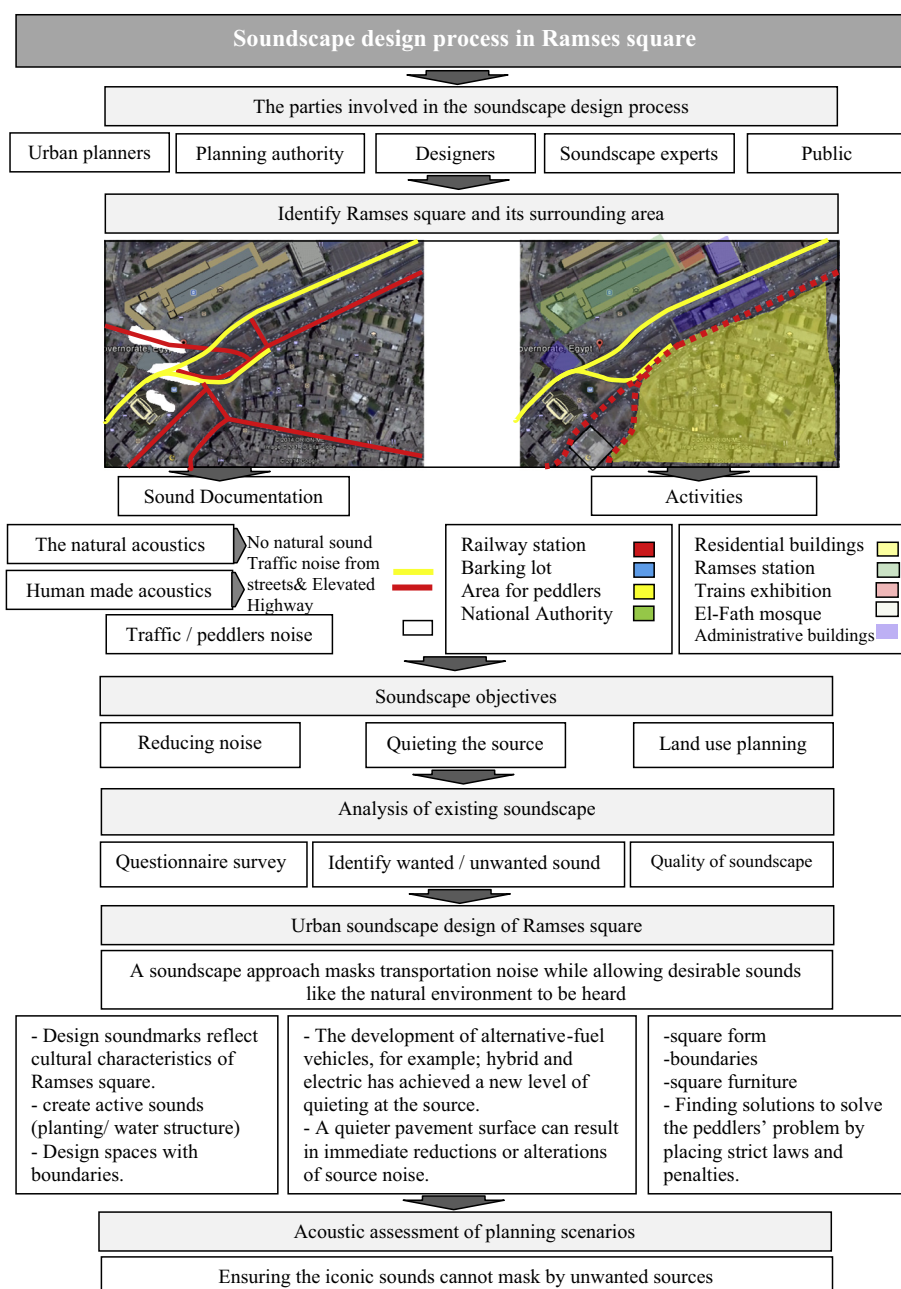 Soundscape design process in Ramses square
The parties involved in the soundscape design process
Urban planners
Planning authority
Designers
Soundscape experts
Public
Identify Ramses square and its surrounding area
overnorate, Egypt
overnorate, Egypt
Sound Documentation
Activities
The natural acoustics
No natural sound
Human made acoustics
Traffic noise from
streets& Elevated
Highway
Traffic / peddlers noise
Railway station
Barking lot
Area for peddlers
National Authority
Residential buildings
Ramses station
Trains exhibition
El-Fath mosque
Administrative buildings
Soundscape objectives
Reducing noise
Quieting the source
Land use planning
Analysis of existing soundscape
Questionnaire survey
Identify wanted / unwanted sound
Quality of soundscape
Urban soundscape design of Ramses square
A soundscape approach masks transportation noise while allowing desirable sounds
like the natural environment to be heard
- Design soundmarks reflect
cultural characteristics of
Ramses square.
- create active sounds
(planting/ water structure)
- Design spaces with
boundaries.
- The development of alternative-fuel
vehicles, for example; hybrid and
electric has achieved a new level of
quieting at the source.
- A quieter pavement surface can result
in immediate reductions or alterations
of source noise.
-square form
-boundaries
-square furniture
- Finding solutions to solve
the peddlers’ problem by
placing strict laws and
penalties.
Acoustic assessment of planning scenarios
Ensuring the iconic sounds cannot mask by unwanted sources